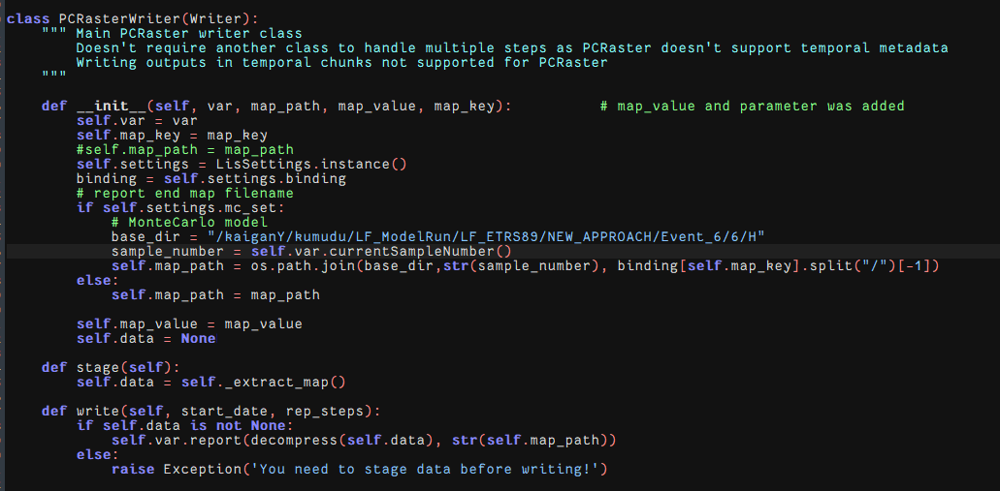 class PCRasterWriter(Writer):
    """ Main PCRaster writer class
        Doesn't require another class to handle multiple steps as PCRaster doesn't support temporal metadata
        Writing outputs in temporal chunks not supported for PCRaster
    """
    def __init__(self, var, map_path, map_value, map_key):          # map_value and parameter was added
        self.var = var
        self.map_key = map_key
        #self.map_path = map_path
        self.settings = LisSettings.instance()
        binding = self.settings.binding
        # report end map filename
        if self.settings.mc_set:
            # MonteCarlo model
            base_dir = "/kaiganY/kumudu/LF_ModelRun/LF_ETRS89/NEW_APPROACH/Event_6/6/H"
            sample_number = self.var.currentSampleNumber()
            self.map_path = os.path.join(base_dir,str(sample_number), binding[self.map_key].split("/")[-1])
        else:
            self.map_path = map_path
        self.map_value = map_value
        self.data = None
    def stage(self):
        self.data = self._extract_map()
    def write(self, start_date, rep_steps):
        if self.data is not None:
            self.var.report(decompress(self.data), str(self.map_path))
        else:
            raise Exception('You need to stage data before writing!')